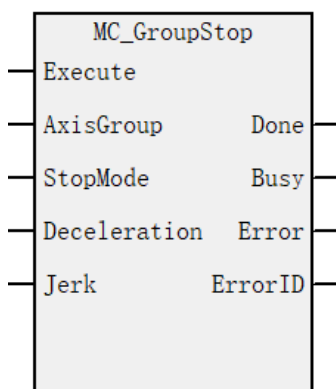 MC_GroupStop
Execute
AxisGroup Done
StopMode Busy
Deceleration Error
Jerk ErrorID